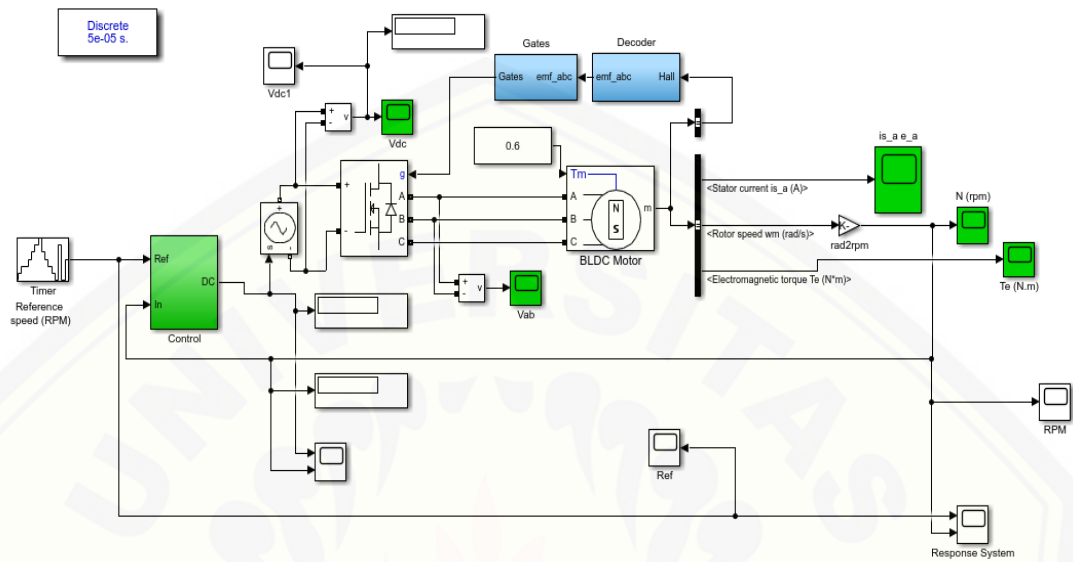 Discrete
5e-05 s.
Vdc1
+
-
v
Vdc
Gates
Gates
emf_abc
Decoder
emf_abc
Hall
0.6
g
+
-
A
B
C
+
-
s
Tm
A
B
C
m
N
S
BLDC Motor
is_a e_a
<Stator current is_a (A)>
N (rpm)
<Rotor speed wm (rad/s)>
K-
rad2rpm
<Electromagnetic torque Te (N*m)>
Te (N.m)
Timer
Reference
speed (RPM)
Ref
In
DC
Control
+
-
v
Vab
RPM
Ref
Response System
UNIVERSITAS